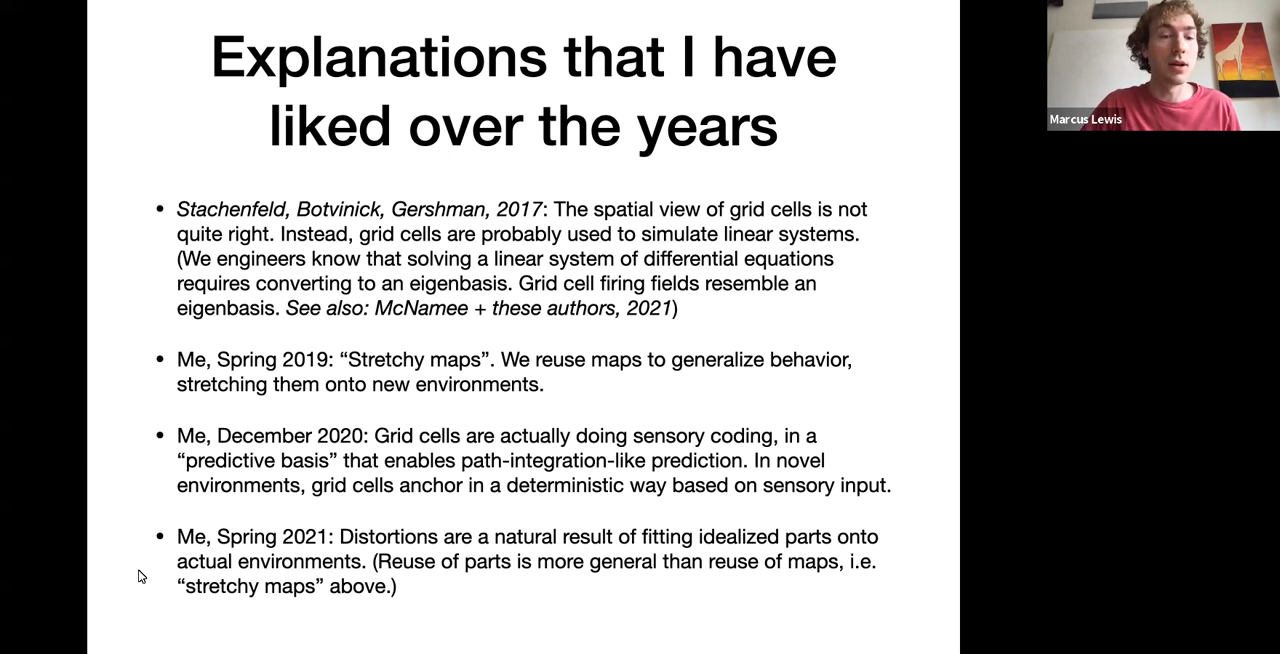 Explanations that I have
liked over the years
Marcus Lewis
• Stachenfeld, Botvinick, Gershman, 2017: The spatial view of grid cells is not
quite right. Instead, grid cells are probably used to simulate linear systems.
(We engineers know that solving a linear system of differential equations
requires converting to an eigenbasis. Grid cell firing fields resemble an
eigenbasis. See also: McNamee + these authors, 2021)
• Me, Spring 2019: “Stretchy maps”. We reuse maps to generalize behavior,
stretching them onto new environments.
• Me, December 2020: Grid cells are actually doing sensory coding, in a
“predictive basis” that enables path-integration-like prediction. In novel
environments, grid cells anchor in a deterministic way based on sensory input.
• Me, Spring 2021: Distortions are a natural result of fitting idealized parts onto
actual environments. (Reuse of parts is more general than reuse of maps, i.e.
“stretchy maps” above.)